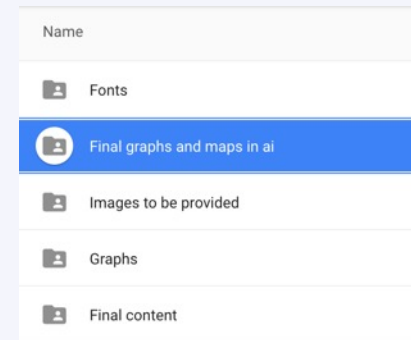 Name
Fonts
Final graphs and maps in ai
Images to be provided
Graphs
Final content